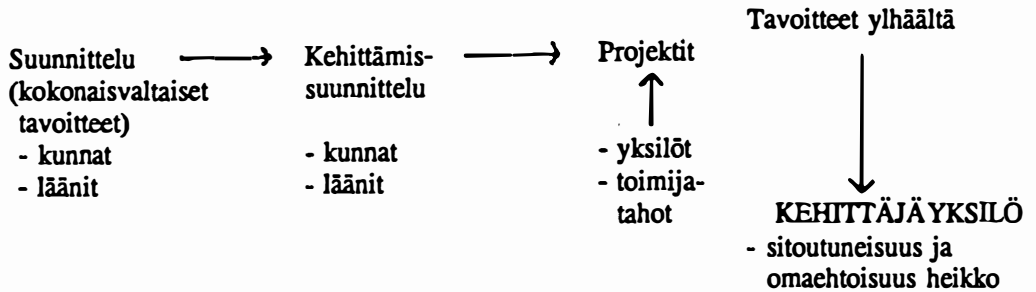 Suunnittelu
(kokonaisvaltaiset
tavoitteet)
- kunnat
- läänit
Kehittämis-
suunnittelu
- kunnat
- läänit
Projektit
- yksilöt
- toimija-
tahot
Tavoitteet ylhäältä
KEHITTÄJÄYKSILÖ
- sitoutuneisuus ja
omaehtoisuus heikko